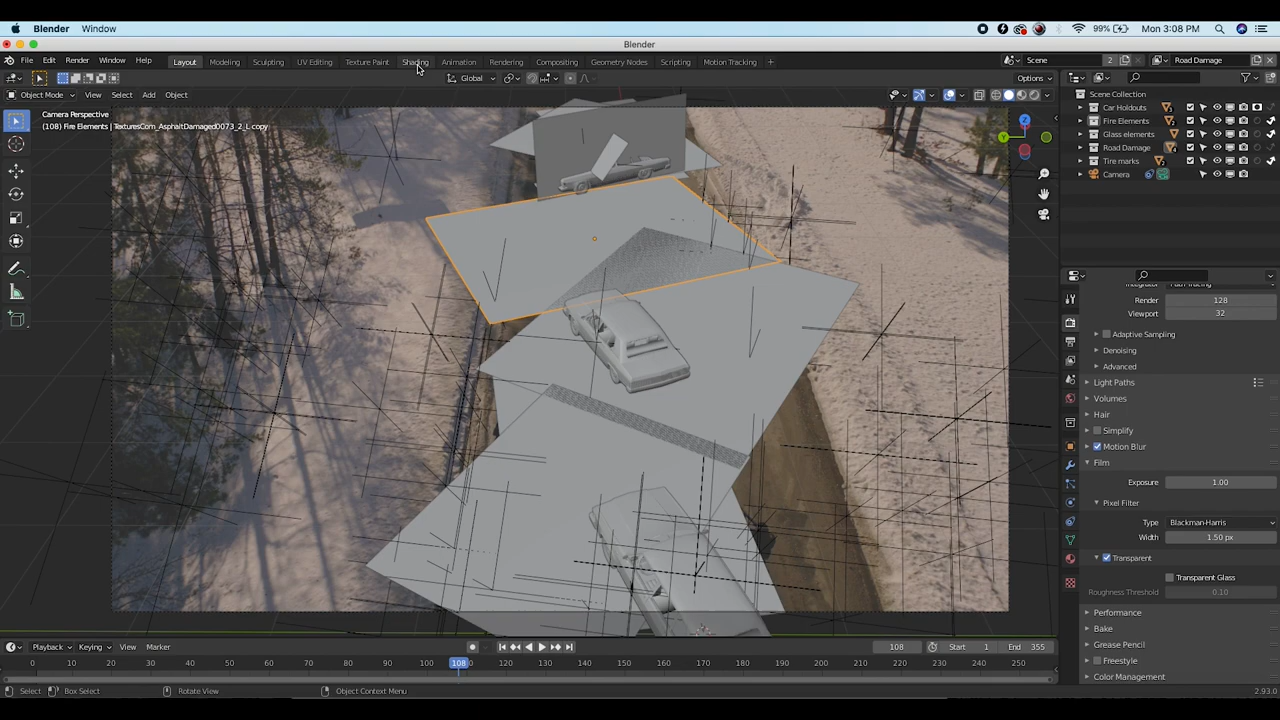 Blender Window 99% Mon 3:08 PM
Blender
File Edit Render Window Help Layout Modeling Sculpting UV Editing Texture Paint Shading Animation Rendering Compositing Geometry Nodes Scripting Motion Tracking + Scene 2 Road Damage
Global Options
Object Mode View Select Add Object
Camera Perspective
(108) Fire Elements | TexturesCom_AsphaltDamaged0073_2_L copy
Z
Y
Scene Collection
Car Holdouts
Fire Elements
Glass elements
Road Damage
Tire marks
Camera
Render 128
Viewport 32
Adaptive Sampling
Denoising
Advanced
Light Paths
Volumes
Hair
Simplify
Motion Blur
Film
Exposure 1.00
Pixel Filter
Type Blackman-Harris
Width 1.50 px
Transparent
Transparent Glass
Roughness Threshold 0.10
Performance
Bake
Grease Pencil
Freestyle
Color Management
Playback Keying View Marker 108 Start 1 End 355
0 10 20 30 40 50 60 70 80 90 100 108 120 130 140 150 160 170 180 190 200 210 220 230 240 250
Select Box Select Rotate View Object Context Menu 2.93.0